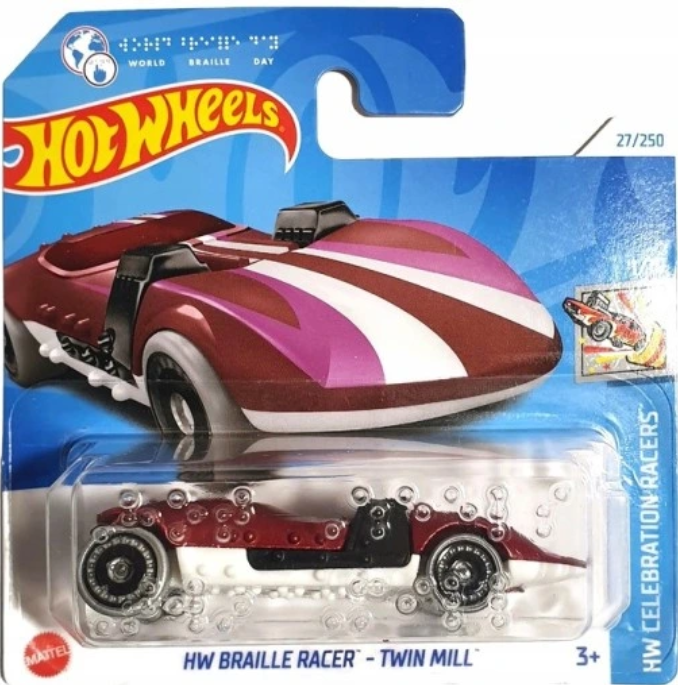 WORLD BRAILLE DAY
HOT WHEELS
27/250
HW CELEBRATION RACERS
MATTEL
HW BRAILLE RACER™ - TWIN MILL™
3+